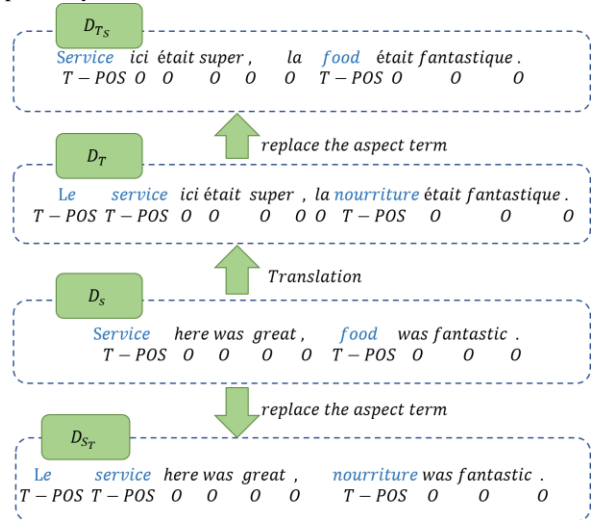 D_{T_S}
Service ici était super , la food était fantastique .
T − POS O O O O O T − POS O O O
replace the aspect term
D_T
Le service ici était super , la nourriture était fantastique .
T − POS T − POS O O O O O T − POS O O O
Translation
D_s
Service here was great , food was fantastic .
T − POS O O O O T − POS O O O
replace the aspect term
D_{S_T}
Le service here was great , nourriture was fantastic .
T − POS T − POS O O O O T − POS O O O